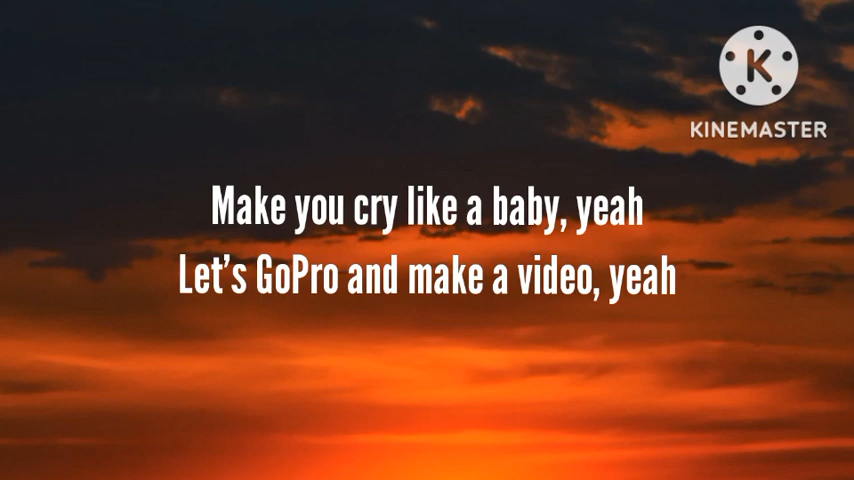 K
KINEMASTER
Make you cry like a baby, yeah
Let's GoPro and make a video, yeah